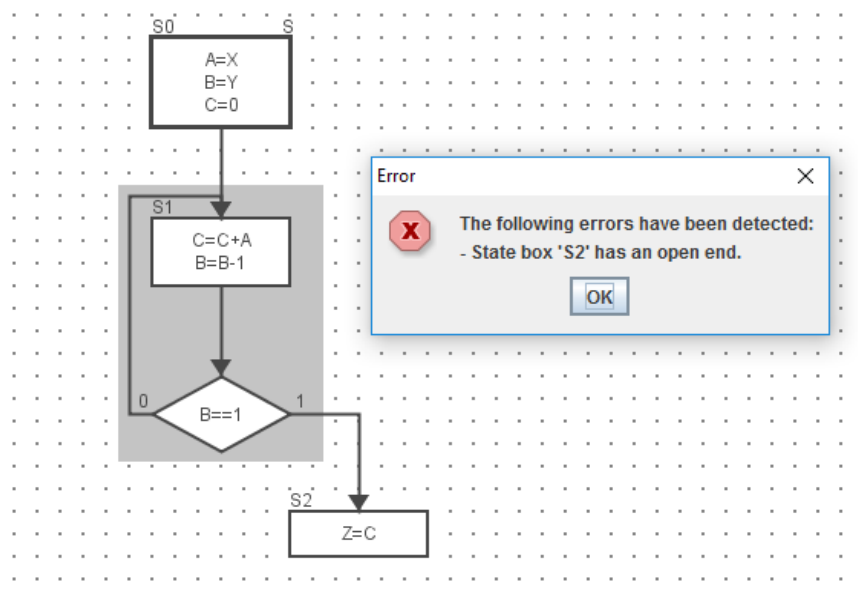 S0 S
A=X
B=Y
C=0
Error
The following errors have been detected:
- State box 'S2' has an open end.
OK
S1
C=C+A
B=B-1
0 B==1 1
S2
Z=C